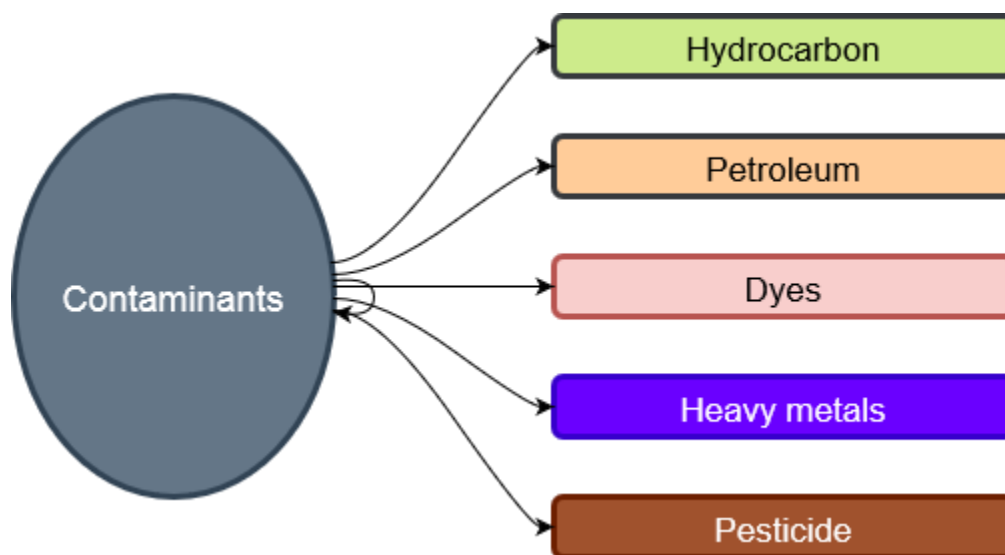 Contaminants
Hydrocarbon
Petroleum
Dyes
Heavy metals
Pesticide